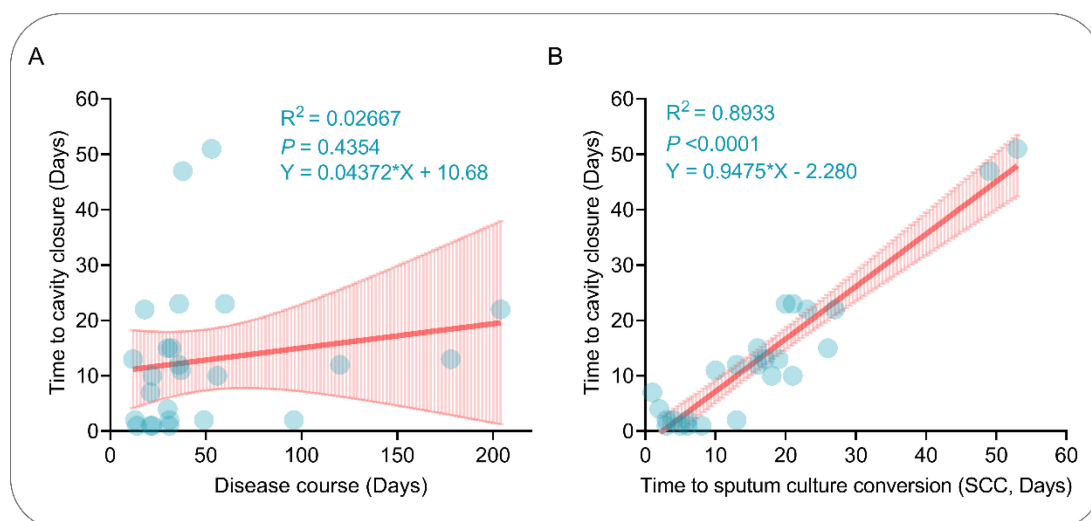 A
Time to cavity closure (Days)
60
50
40
30
20
10
0
R² = 0.02667
P = 0.4354
Y = 0.04372*X + 10.68
0
50
100
150
200
Disease course (Days)
B
Time to cavity closure (Days)
60
50
40
30
20
10
0
R² = 0.8933
P <0.0001
Y = 0.9475*X - 2.280
0
10
20
30
40
50
60
Time to sputum culture conversion (SCC, Days)